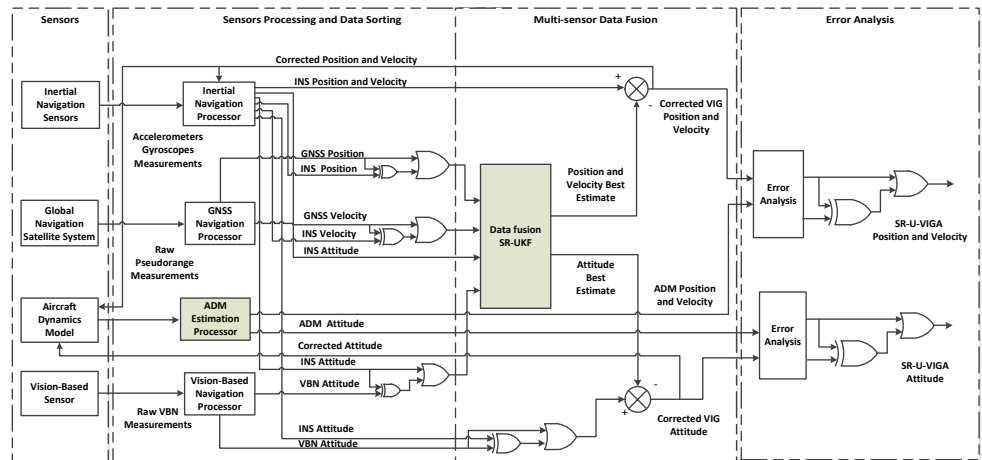 Sensors
Sensors Processing and Data Sorting
Multi-sensor Data Fusion
Error Analysis
Corrected Position and Velocity
INS Position and Velocity
Inertial
Navigation
Sensors
Inertial
Navigation
Processor
Accelerometers
Gyroscopes
Measurements
+
-
Corrected VIG
Position and
Velocity
GNSS Position
INS Position
Global
Navigation
Satellite System
GNSS
Navigation
Processor
Raw
Pseudorange
Measurements
GNSS Velocity
INS Velocity
INS Attitude
Data fusion
SR-UKF
Position and
Velocity Best
Estimate
Attitude
Best
Estimate
Error
Analysis
SR-U-VIGA
Position and Velocity
ADM Position
and Velocity
Aircraft
Dynamics
Model
ADM
Estimation
Processor
ADM Attitude
Corrected Attitude
INS Attitude
VBN Attitude
Error
Analysis
SR-U-VIGA
Attitude
Vision-Based
Sensor
Vision-Based
Navigation
Processor
Raw VBN
Measurements
INS Attitude
VBN Attitude
-
+
Corrected VIG
Attitude